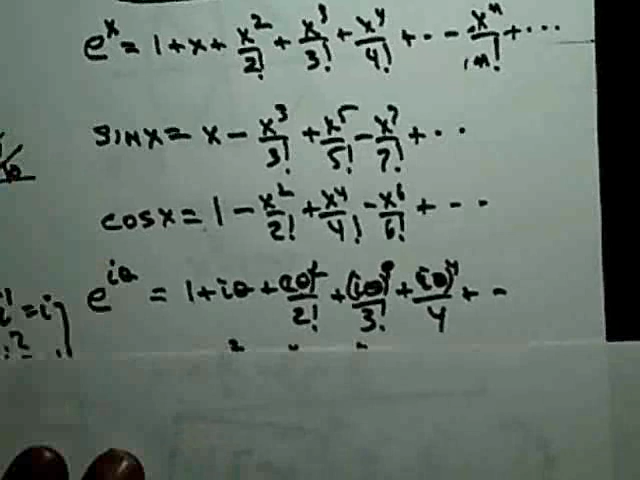 e^x = 1 + x + x^2/2! + x^3/3! + x^4/4! + - - x^n/n! + ...
sin x = x - x^3/3! + x^5/5! - x^7/7! + ...
cos x = 1 - x^2/2! + x^4/4! - x^6/6! + - - -
e^iθ = 1 + iθ + (iθ)^2/2! + (iθ)^3/3! + (iθ)^4/4 + - -
i^1 = i